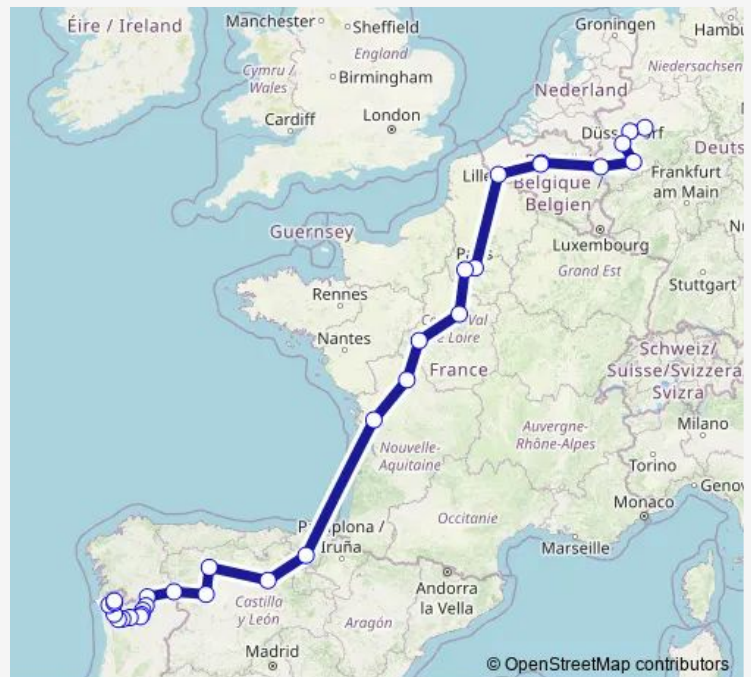 Éire / Ireland
Manchester
Sheffield
Groningen
Hambu
England
Cymru /
Wales
Birmingham
Niedersachsen
Nederland
Cardiff
London
Deuts
Lille
Belgique /
Belgien
Frankfurt
am Main
Guernsey
Luxembourg
Grand Est
Rennes
Stuttgart
Nantes
France
Schweiz/
Suisse/Svizzera/
Svizra
Nouvelle-
Aquitaine
Auvergne-
Rhône-Alpes
Milano
Torino
Genov
Occitanie
Monaco
Marseille
Iruña
Andorra
la Vella
Castilla
y León
Aragón
Madrid
© OpenStreetMap contributors